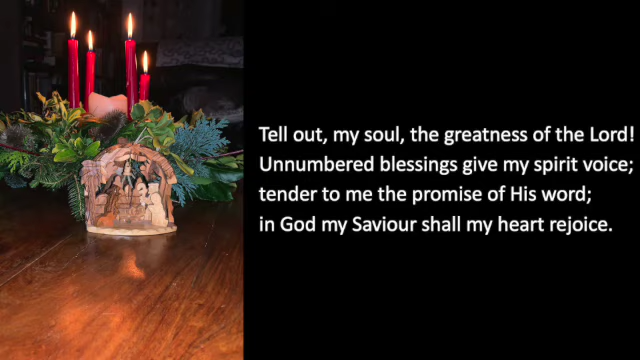 Tell out, my soul, the greatness of the Lord!
Unnumbered blessings give my spirit voice;
tender to me the promise of His word;
in God my Saviour shall my heart rejoice.